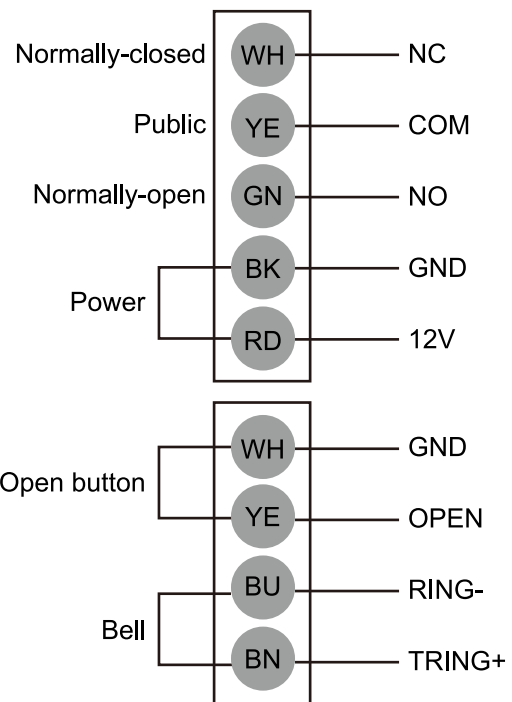 Normally-closed WH NC
Public YE COM
Normally-open GN NO
BK GND
Power
RD 12V
WH GND
Open button
YE OPEN
BU RING-
Bell
BN TRING+